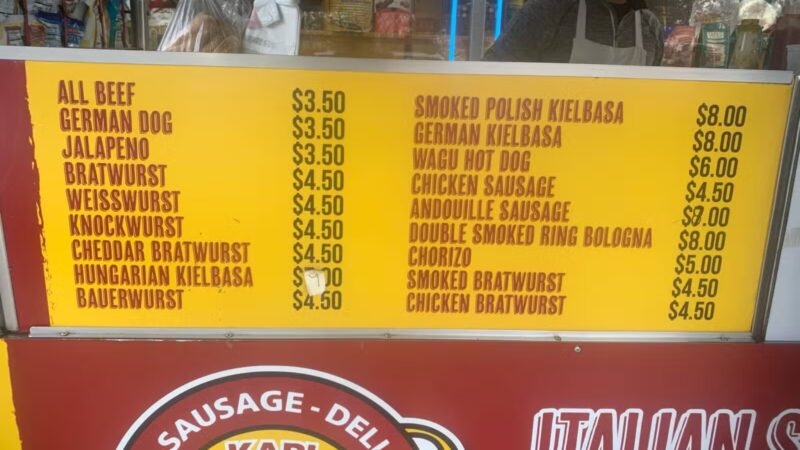 ALL BEEF $3.50
GERMAN DOG $3.50
JALAPENO $3.50
BRATWURST $4.50
WEISSWURST $4.50
KNOCKWURST $4.50
CHEDDAR BRATWURST $4.50
HUNGARIAN KIELBASA
BAUERWURST $4.50
SMOKED POLISH KIELBASA $8.00
GERMAN KIELBASA $8.00
WAGU HOT DOG $6.00
CHICKEN SAUSAGE $4.50
ANDOUILLE SAUSAGE
DOUBLE SMOKED RING BOLOGNA $8.00
CHORIZO $5.00
SMOKED BRATWURST $4.50
CHICKEN BRATWURST $4.50
SAUSAGE - DELI
ITALIAN S